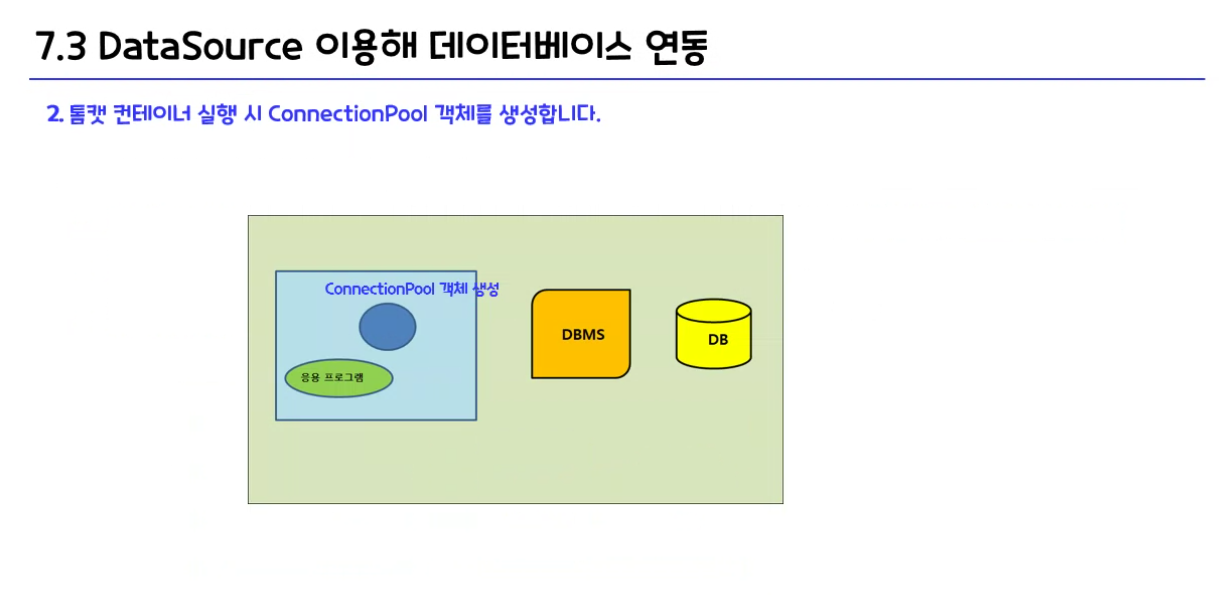 7.3 DataSource 이용해 데이터베이스 연동
2. 톰캣 컨테이너 실행 시 ConnectionPool 객체를 생성합니다.
ConnectionPool 객체 생성
DBMS
DB
응용 프로그램